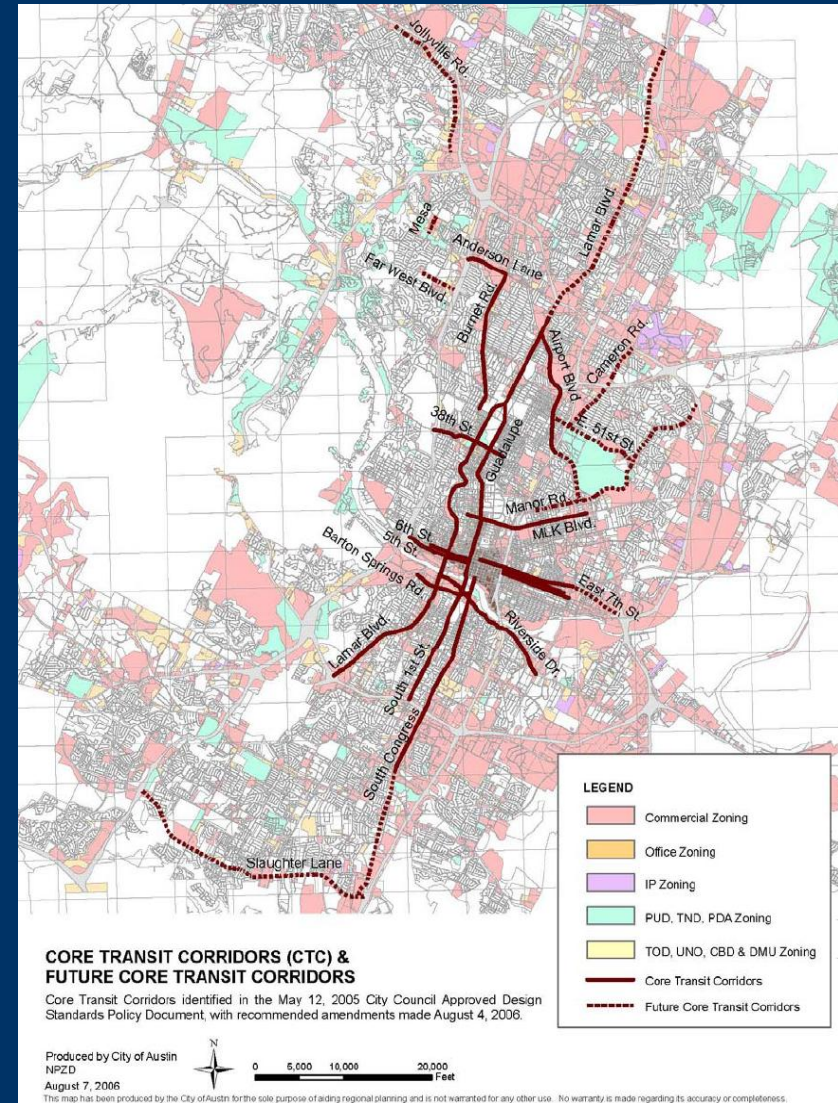 Jollyville Rd.
Lamar Blvd.
Mesa
Anderson Lane
Far West Blvd.
Burnet Rd.
Airport Blvd.
Cameron Rd.
38th St.
51st St.
Guadalupe
Manor Rd.
MLK Blvd.
6th St.
5th St.
Barton Springs Rd.
East 7th St.
Riverside Dr.
Lamar Blvd.
South 1st St.
South Congress
Slaughter Lane
LEGEND
Commercial Zoning
Office Zoning
IP Zoning
PUD, TND, PDA Zoning
TOD, UNO, CBD & DMU Zoning
Core Transit Corridors
Future Core Transit Corridors
CORE TRANSIT CORRIDORS (CTC) &
FUTURE CORE TRANSIT CORRIDORS
Core Transit Corridors identified in the May 12, 2005 City Council Approved Design
Standards Policy Document, with recommended amendments made August 4, 2006.
Produced by City of Austin
NPZD
August 7, 2006
N
0 5,000 10,000 20,000
Feet
This map has been produced by the City of Austin for the sole purpose of aiding regional planning and is not warranted for any other use. No warranty is made regarding its accuracy or completeness.